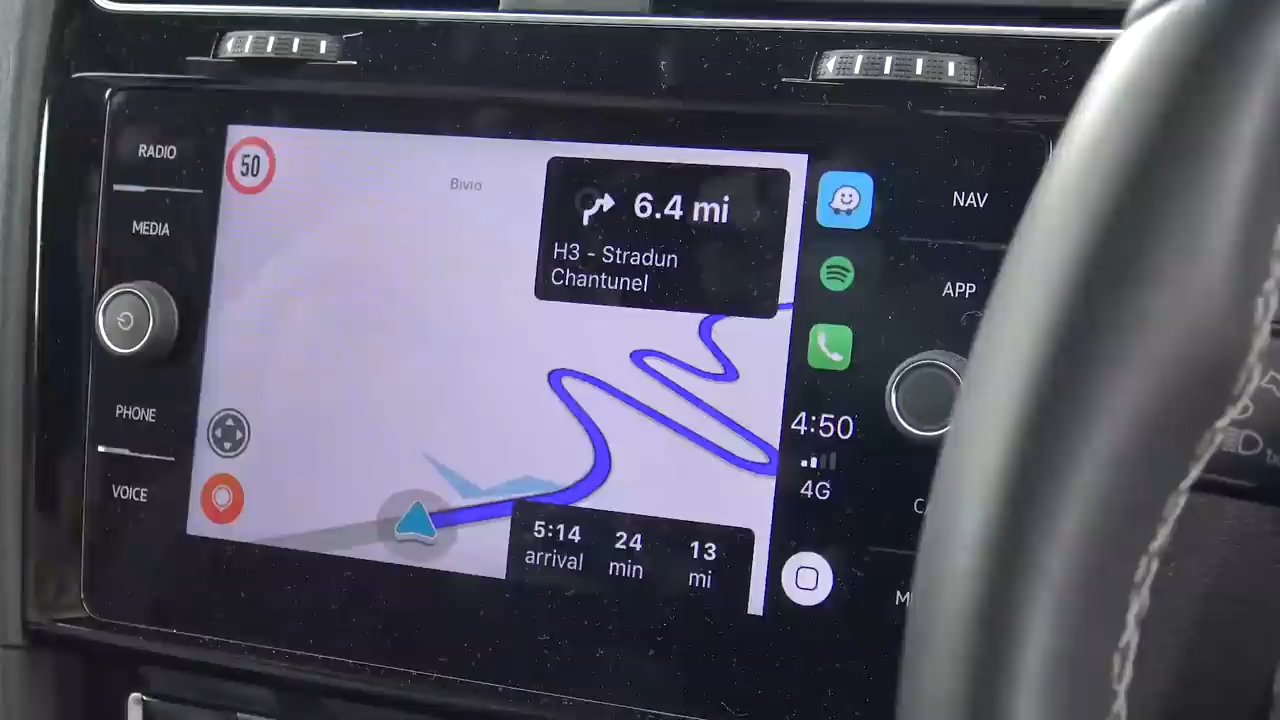 RADIO
MEDIA
PHONE
VOICE
50
Bivio
6.4 mi
H3 - Stradun
Chantunel
5:14
arrival
24
min
13
mi
4:50
4G
NAV
APP